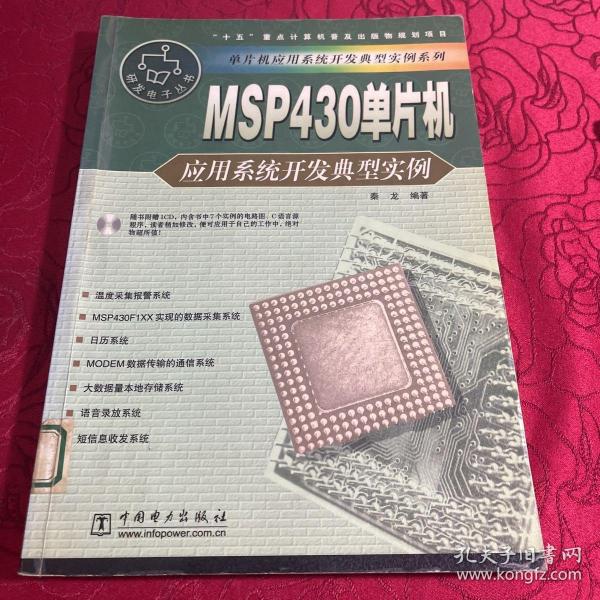 “十五”重点计算机普及出版物规划项目
单片机应用系统开发典型实例系列
研发电子丛书
MSP430单片机
应用系统开发典型实例
秦 龙 编著
随书附赠1CD，内含书中7个实例的电路图、C语言源
程序，读者稍加修改，便可应用于自己的工作中，绝对
物超所值！
温度采集报警系统
MSP430F1XX实现的数据采集系统
日历系统
MODEM数据传输的通信系统
大数据量本地存储系统
语音录放系统
短信息收发系统
中国电力出版社
www.infopower.com.cn
孔夫子旧书网
www.kongfz.com